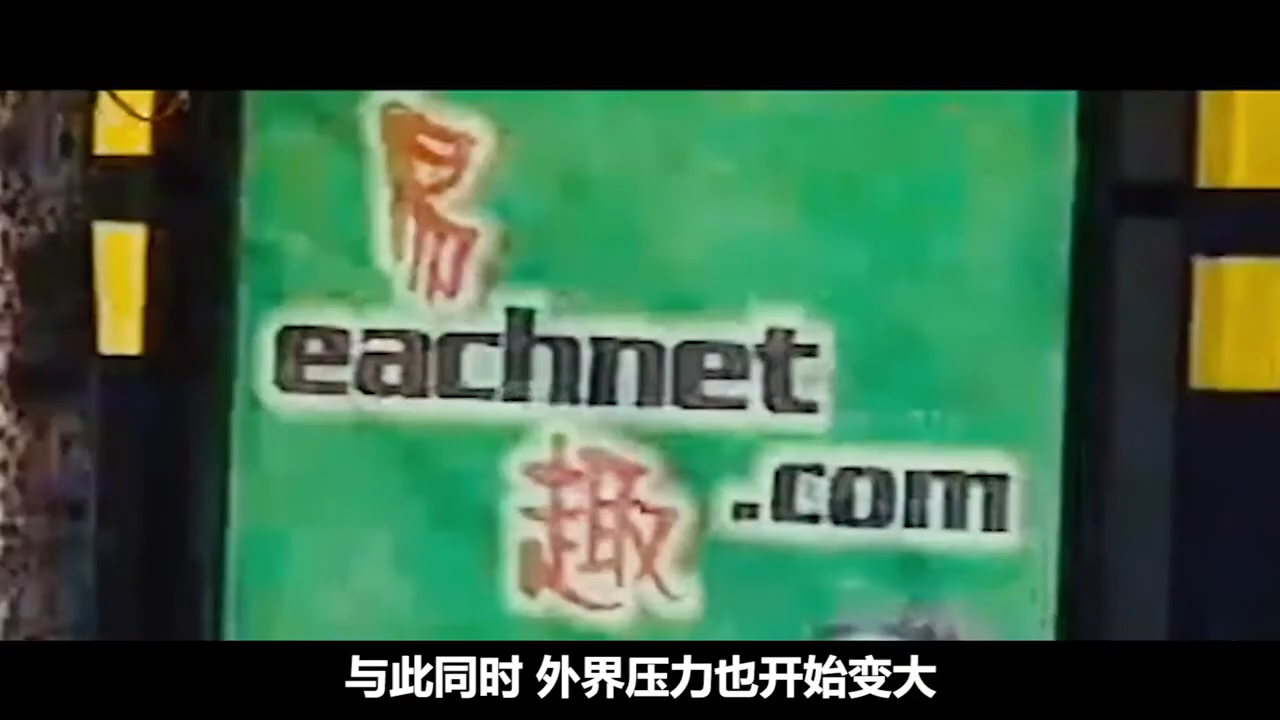 易
eachnet
趣
.com
与此同时 外界压力也开始变大